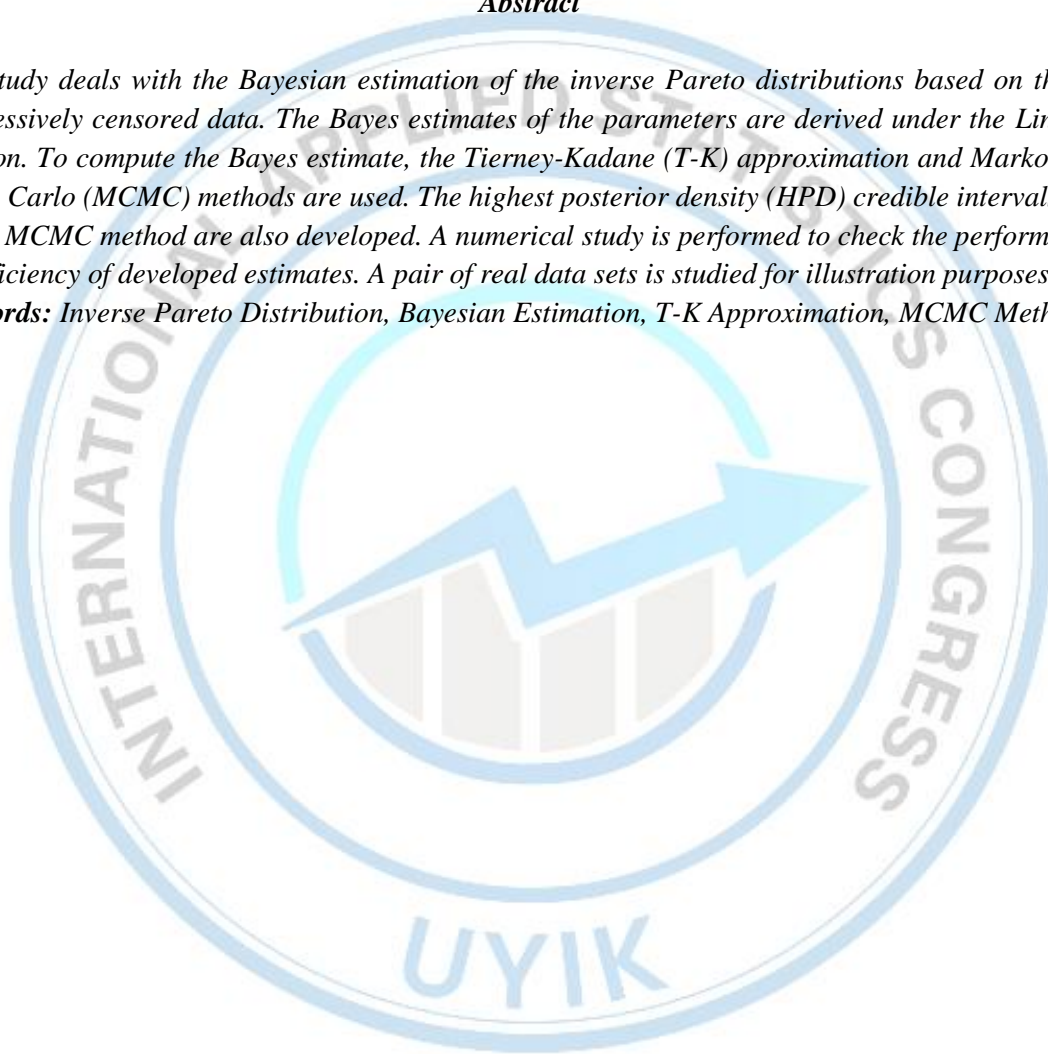 Abstract
tudy deals with the Bayesian estimation of the inverse Pareto distributions based on th
essively censored data. The Bayes estimates of the parameters are derived under the Lin
on. To compute the Bayes estimate, the Tierney-Kadane (T-K) approximation and Marko
Carlo (MCMC) methods are used. The highest posterior density (HPD) credible interval
MCMC method are also developed. A numerical study is performed to check the perform
ficiency of developed estimates. A pair of real data sets is studied for illustration purposes
ords: Inverse Pareto Distribution, Bayesian Estimation, T-K Approximation, MCMC Meth
INTERNATIONAL APPLIED STATISTICS CONGRESS
UYIK